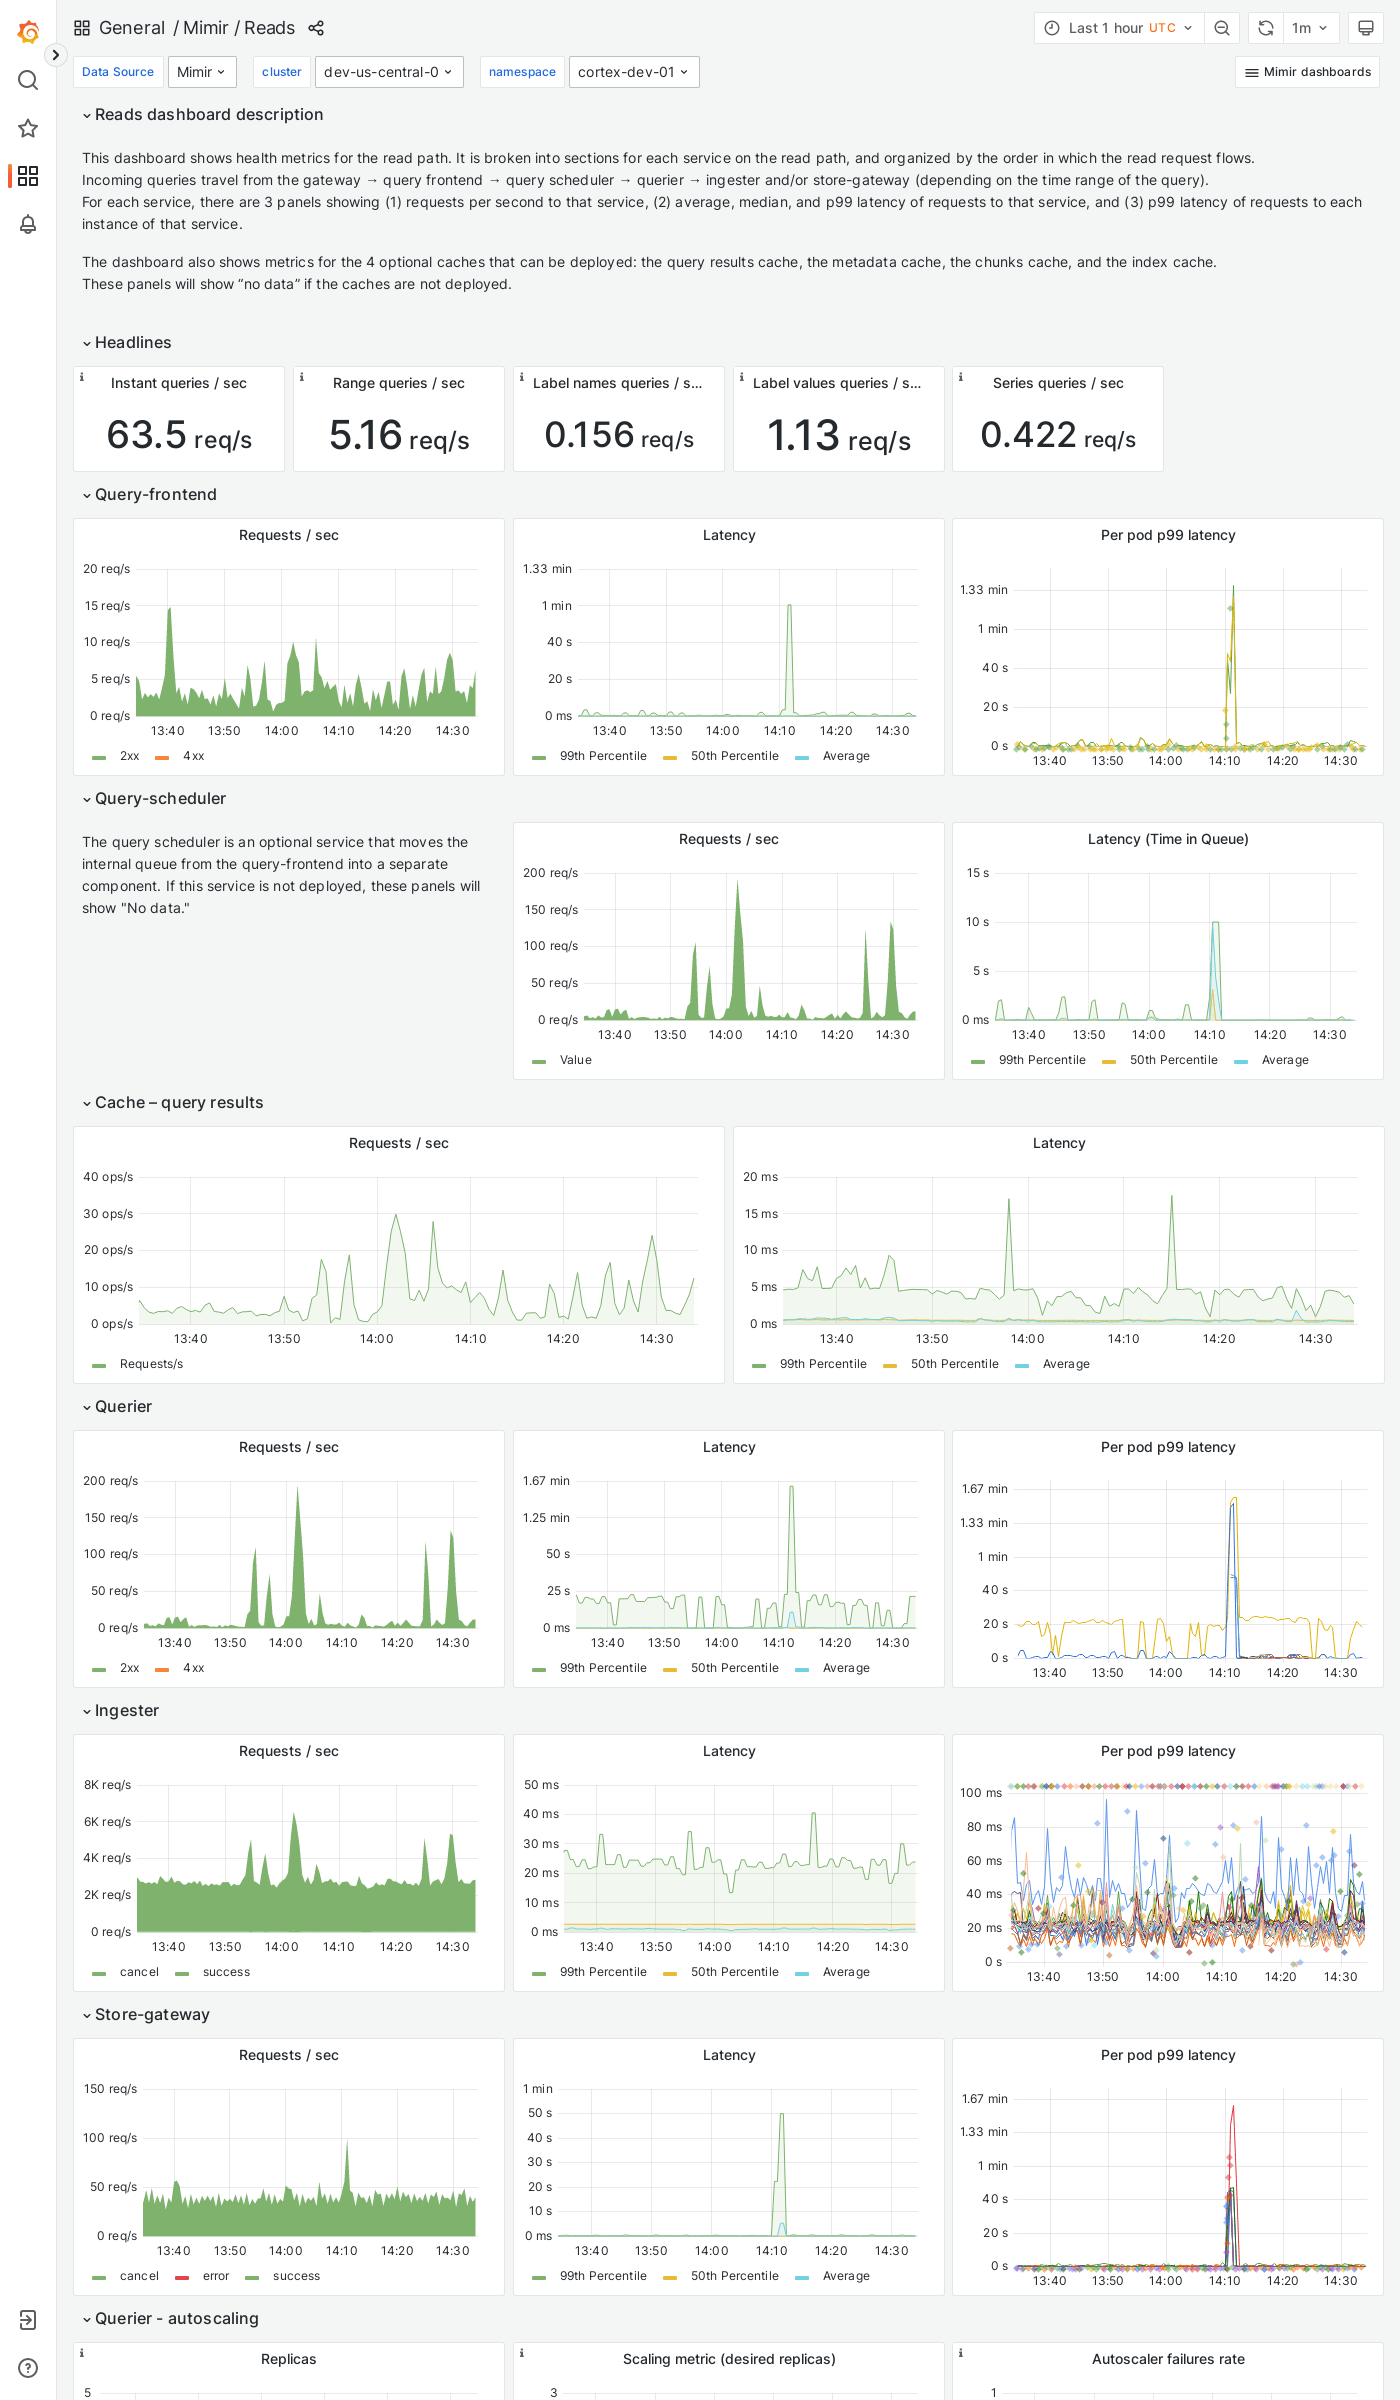 General / Mimir / Reads
Last 1 hour UTC
1m
Data Source Mimir cluster dev-us-central-0 namespace cortex-dev-01
Mimir dashboards
Reads dashboard description
This dashboard shows health metrics for the read path. It is broken into sections for each service on the read path, and organized by the order in which the read request flows.
Incoming queries travel from the gateway → query frontend → query scheduler → querier → ingester and/or store-gateway (depending on the time range of the query).
For each service, there are 3 panels showing (1) requests per second to that service, (2) average, median, and p99 latency of requests to that service, and (3) p99 latency of requests to each
instance of that service.
The dashboard also shows metrics for the 4 optional caches that can be deployed: the query results cache, the metadata cache, the chunks cache, and the index cache.
These panels will show “no data” if the caches are not deployed.
Headlines
Instant queries / sec
63.5 req/s
Range queries / sec
5.16 req/s
Label names queries / s...
0.156 req/s
Label values queries / s...
1.13 req/s
Series queries / sec
0.422 req/s
Query-frontend
Requests / sec
20 req/s
15 req/s
10 req/s
5 req/s
0 req/s
13:40 13:50 14:00 14:10 14:20 14:30
2xx 4xx
Latency
1.33 min
1 min
40 s
20 s
0 ms
13:40 13:50 14:00 14:10 14:20 14:30
99th Percentile 50th Percentile Average
Per pod p99 latency
1.33 min
1 min
40 s
20 s
0 s
13:40 13:50 14:00 14:10 14:20 14:30
Query-scheduler
The query scheduler is an optional service that moves the
internal queue from the query-frontend into a separate
component. If this service is not deployed, these panels will
show "No data."
Requests / sec
200 req/s
150 req/s
100 req/s
50 req/s
0 req/s
13:40 13:50 14:00 14:10 14:20 14:30
Value
Latency (Time in Queue)
15 s
10 s
5 s
0 ms
13:40 13:50 14:00 14:10 14:20 14:30
99th Percentile 50th Percentile Average
Cache – query results
Requests / sec
40 ops/s
30 ops/s
20 ops/s
10 ops/s
0 ops/s
13:40 13:50 14:00 14:10 14:20 14:30
Requests/s
Latency
20 ms
15 ms
10 ms
5 ms
0 ms
13:40 13:50 14:00 14:10 14:20 14:30
99th Percentile 50th Percentile Average
Querier
Requests / sec
200 req/s
150 req/s
100 req/s
50 req/s
0 req/s
13:40 13:50 14:00 14:10 14:20 14:30
2xx 4xx
Latency
1.67 min
1.25 min
50 s
25 s
0 ms
13:40 13:50 14:00 14:10 14:20 14:30
99th Percentile 50th Percentile Average
Per pod p99 latency
1.67 min
1.33 min
1 min
40 s
20 s
0 s
13:40 13:50 14:00 14:10 14:20 14:30
Ingester
Requests / sec
8K req/s
6K req/s
4K req/s
2K req/s
0 req/s
13:40 13:50 14:00 14:10 14:20 14:30
cancel success
Latency
50 ms
40 ms
30 ms
20 ms
10 ms
0 ms
13:40 13:50 14:00 14:10 14:20 14:30
99th Percentile 50th Percentile Average
Per pod p99 latency
100 ms
80 ms
60 ms
40 ms
20 ms
0 s
13:40 13:50 14:00 14:10 14:20 14:30
Store-gateway
Requests / sec
150 req/s
100 req/s
50 req/s
0 req/s
13:40 13:50 14:00 14:10 14:20 14:30
cancel error success
Latency
1 min
50 s
40 s
30 s
20 s
10 s
0 ms
13:40 13:50 14:00 14:10 14:20 14:30
99th Percentile 50th Percentile Average
Per pod p99 latency
1.67 min
1.33 min
1 min
40 s
20 s
0 s
13:40 13:50 14:00 14:10 14:20 14:30
Querier - autoscaling
Replicas
5
Scaling metric (desired replicas)
3
Autoscaler failures rate
1